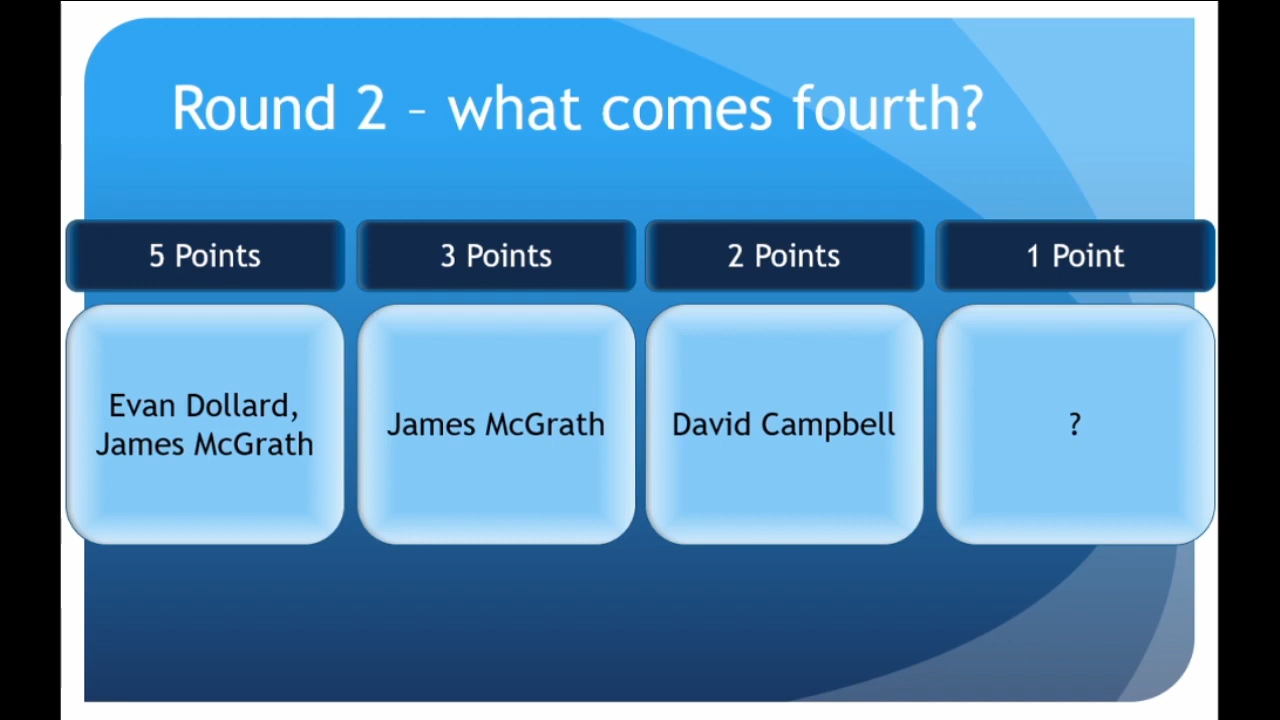 Round 2 – what comes fourth?
5 Points
3 Points
2 Points
1 Point
Evan Dollard,
James McGrath
James McGrath
David Campbell
?